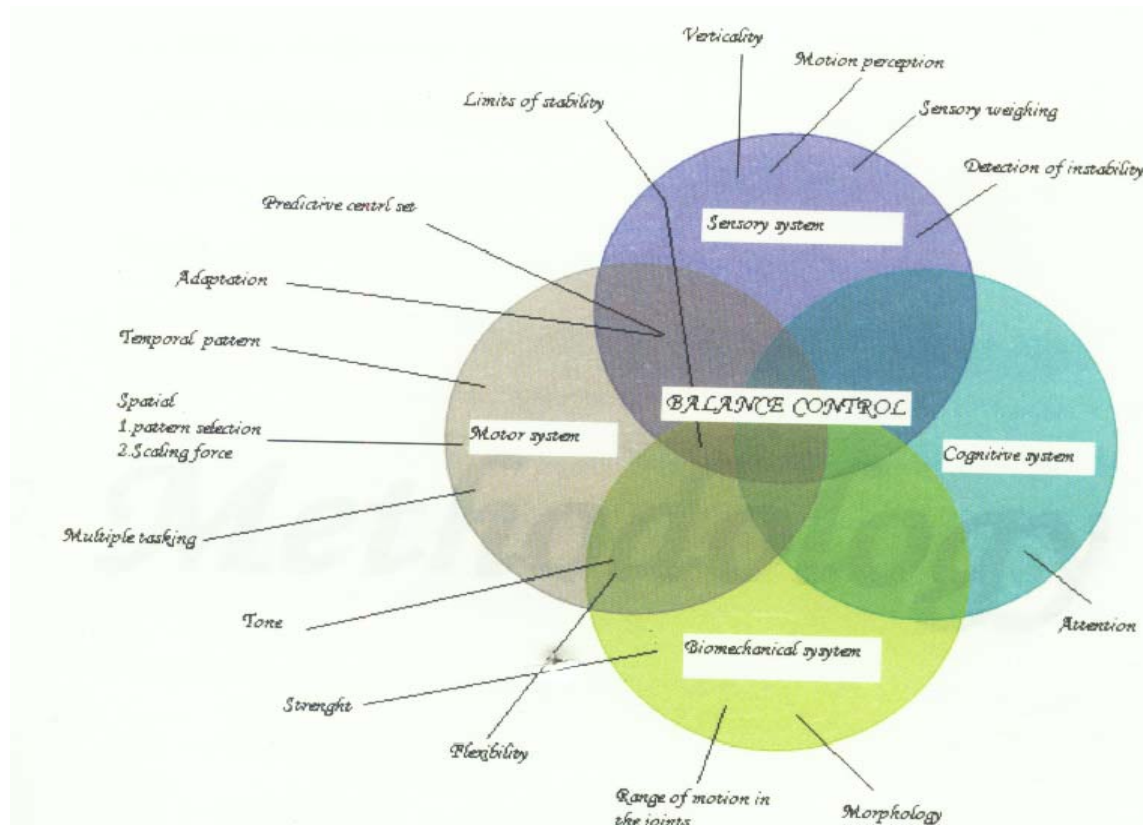 Verticality
Motion perception
Limits of stability
Sensory weighing
Detection of instability
Predictive centrl set
Sensory system
Adaptation
Temporal pattern
Spatial
1.pattern selection
2.Scaling force
BALANCE CONTROL
Motor system
Cognitive system
Multiple tasking
Tone
Attention
Biomechanical sysytem
Strenght
Flexibility
Range of motion in
the joints
Morphology